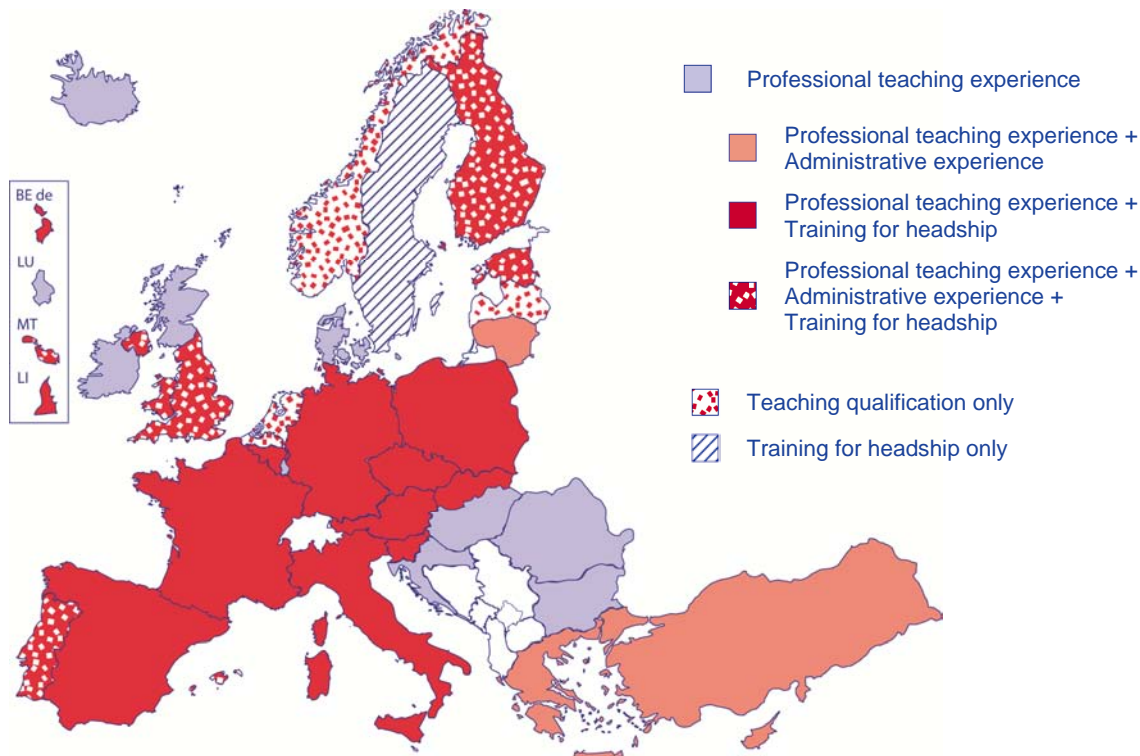 BE de
LU
MT
LI
Professional teaching experience
Professional teaching experience +
Administrative experience
Professional teaching experience +
Training for headship
Professional teaching experience +
Administrative experience +
Training for headship
Teaching qualification only
Training for headship only